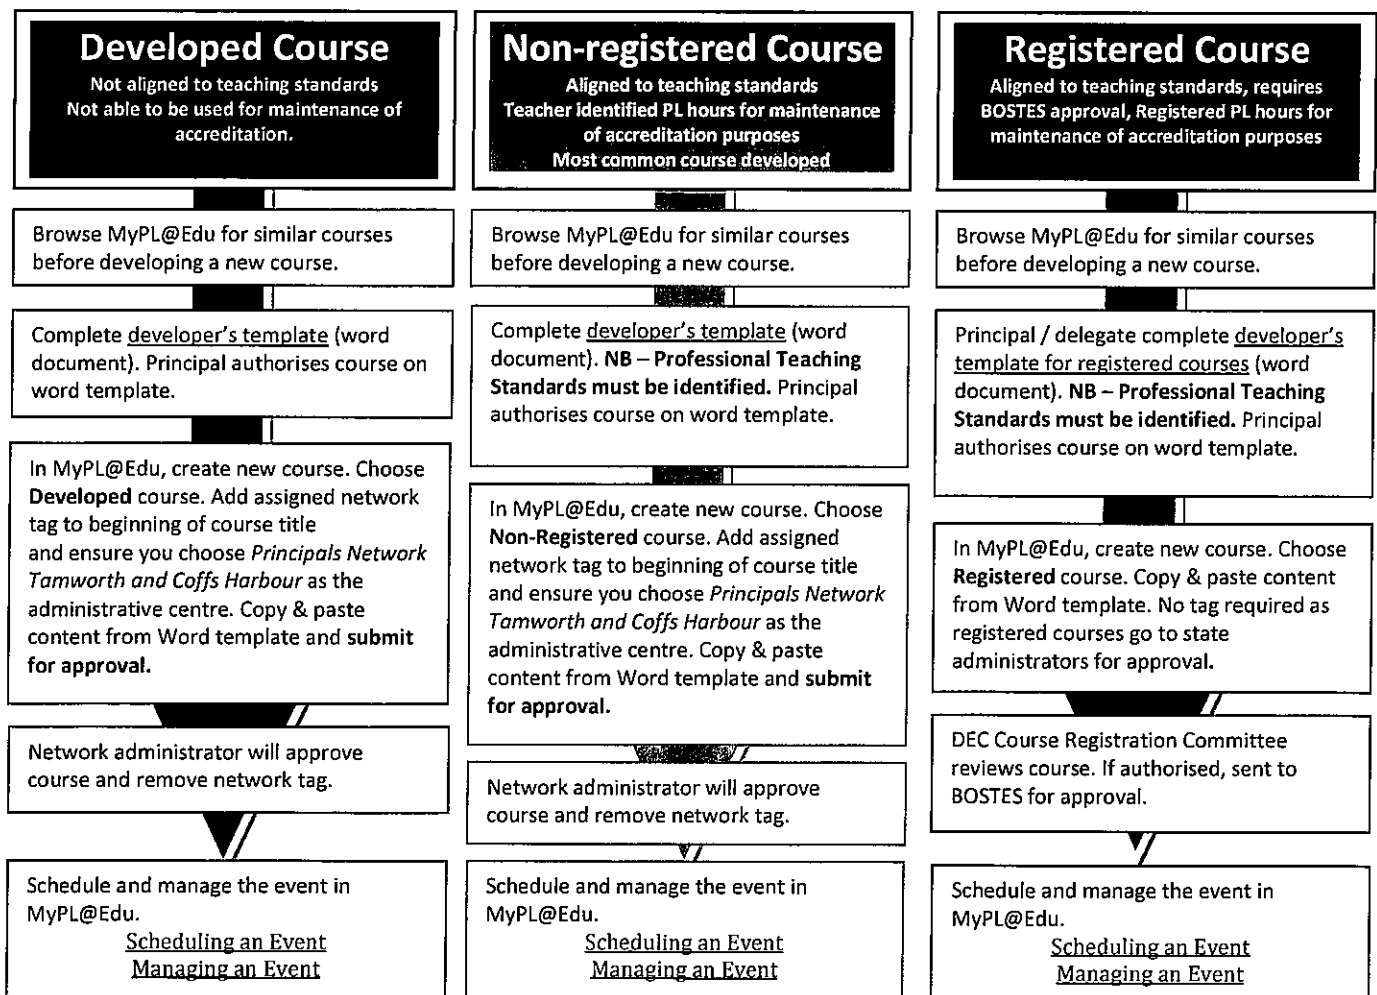 Developed Course
Not aligned to teaching standards
Not able to be used for maintenance of
accreditation.
Browse MyPL@Edu for similar courses
before developing a new course.
Complete developer's template (word
document). Principal authorises course on
word template.
In MyPL@Edu, create new course. Choose
Developed course. Add assigned network
tag to beginning of course title
and ensure you choose Principals Network
Tamworth and Coffs Harbour as the
administrative centre. Copy & paste
content from Word template and submit
for approval.
Network administrator will approve
course and remove network tag.
Schedule and manage the event in
MyPL@Edu.
Scheduling an Event
Managing an Event
Non-registered Course
Aligned to teaching standards
Teacher identified PL hours for maintenance
of accreditation purposes
Most common course developed
Browse MyPL@Edu for similar courses
before developing a new course.
Complete developer's template (word
document). NB – Professional Teaching
Standards must be identified. Principal
authorises course on word template.
In MyPL@Edu, create new course. Choose
Non-Registered course. Add assigned
network tag to beginning of course title
and ensure you choose Principals Network
Tamworth and Coffs Harbour as the
administrative centre. Copy & paste
content from Word template and submit
for approval.
Network administrator will approve
course and remove network tag.
Schedule and manage the event in
MyPL@Edu.
Scheduling an Event
Managing an Event
Registered Course
Aligned to teaching standards, requires
BOSTES approval, Registered PL hours for
maintenance of accreditation purposes
Browse MyPL@Edu for similar courses
before developing a new course.
Principal / delegate complete developer's
template for registered courses (word
document). NB – Professional Teaching
Standards must be identified. Principal
authorises course on word template.
In MyPL@Edu, create new course. Choose
Registered course. Copy & paste content
from Word template. No tag required as
registered courses go to state
administrators for approval.
DEC Course Registration Committee
reviews course. If authorised, sent to
BOSTES for approval.
Schedule and manage the event in
MyPL@Edu.
Scheduling an Event
Managing an Event